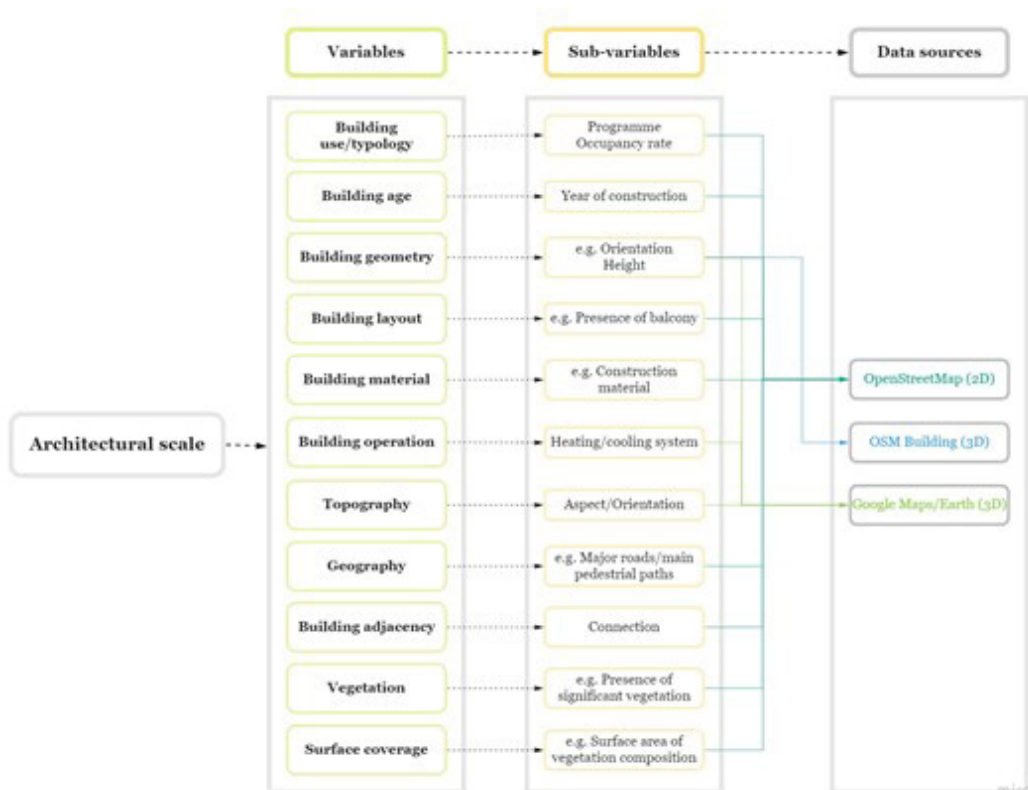 Variables
Sub-variables
Data sources
Building
use/typology
Programme
Occupancy rate
Building age
Year of construction
Building geometry
e.g. Orientation
Height
Building layout
e.g. Presence of balcony
Building material
e.g. Construction
material
OpenStreetMap (2D)
Architectural scale
Building operation
Heating/cooling system
OSM Building (3D)
Topography
Aspect/Orientation
Google Maps/Earth (3D)
Geography
e.g. Major roads/main
pedestrial paths
Building adjacency
Connection
Vegetation
e.g. Presence of
significant vegetation
Surface coverage
e.g. Surface area of
vegetation composition